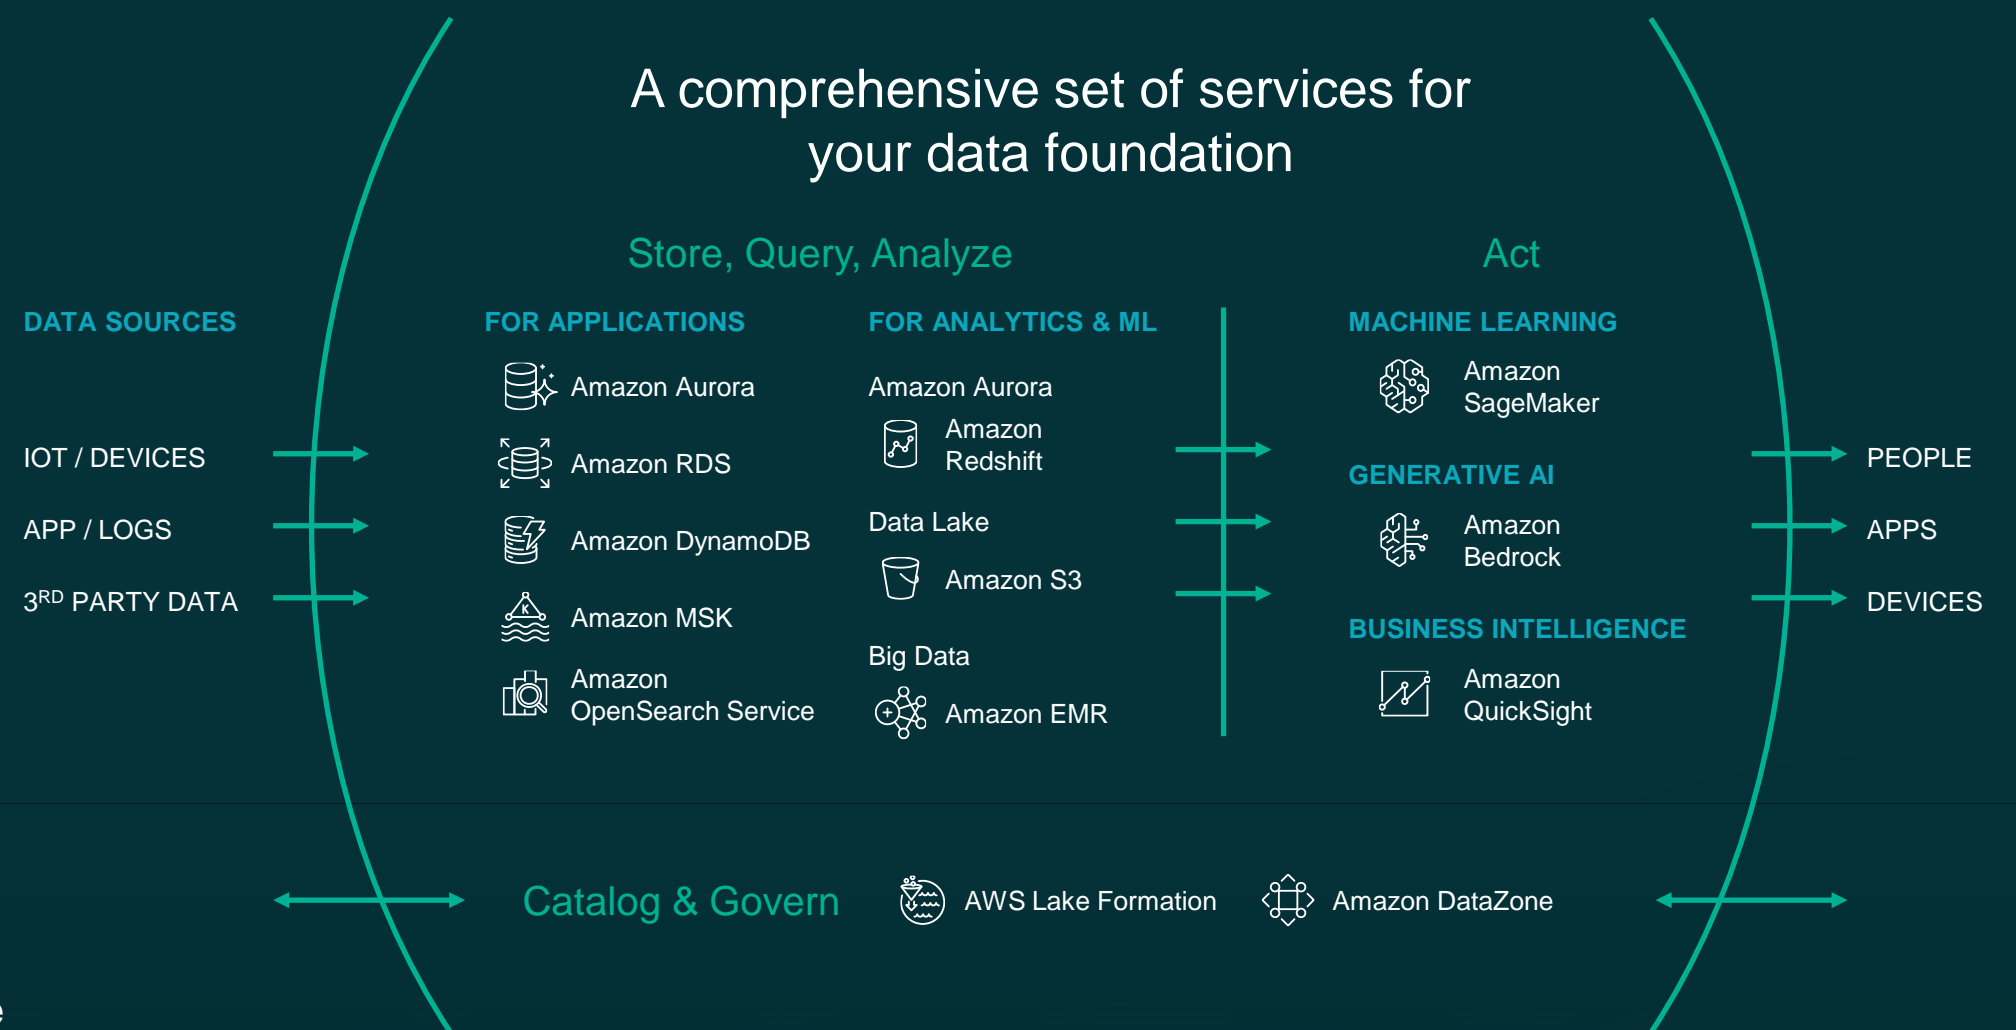 A comprehensive set of services for
your data foundation
Store, Query, Analyze
Act
DATA SOURCES
IOT / DEVICES
APP / LOGS
3RD PARTY DATA
FOR APPLICATIONS
Amazon Aurora
Amazon RDS
Amazon DynamoDB
K
Amazon MSK
Amazon
OpenSearch Service
FOR ANALYTICS & ML
Amazon Aurora
Amazon
Redshift
Data Lake
Amazon S3
Big Data
Amazon EMR
MACHINE LEARNING
Amazon
SageMaker
GENERATIVE AI
Amazon
Bedrock
BUSINESS INTELLIGENCE
Amazon
QuickSight
PEOPLE
APPS
DEVICES
Catalog & Govern
AWS Lake Formation
Amazon DataZone